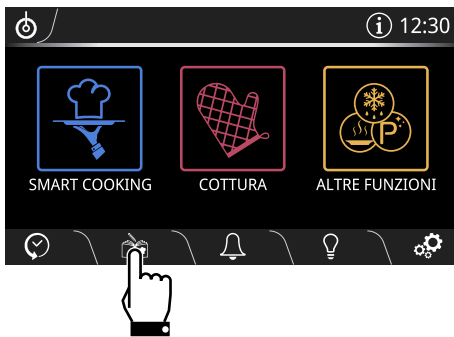 i 12:30
SMART COOKING
COTTURA
P
ALTRE FUNZIONI